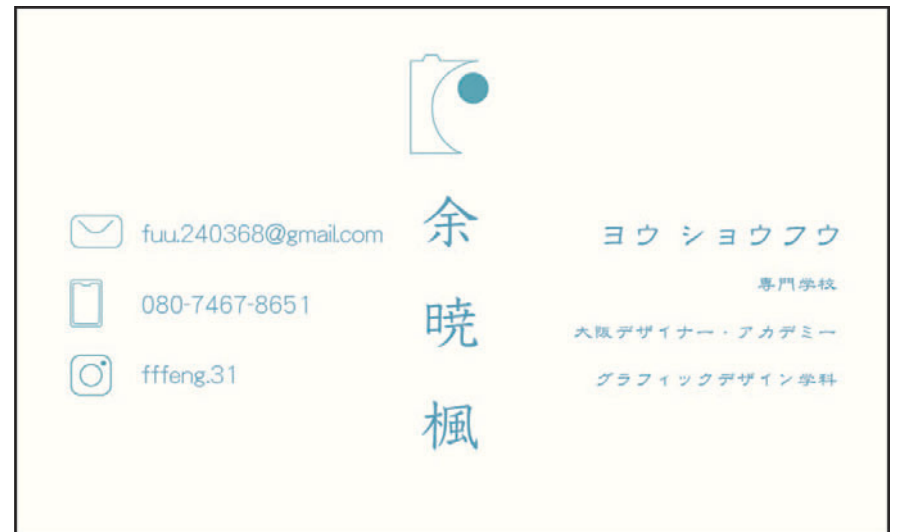 fuu.240368@gmail.com
080-7467-8651
fffeng.31
余
暁
楓
ヨウ ショウフウ
専門学校
大阪デザイナー・アカデミー
グラフィックデザイン学科